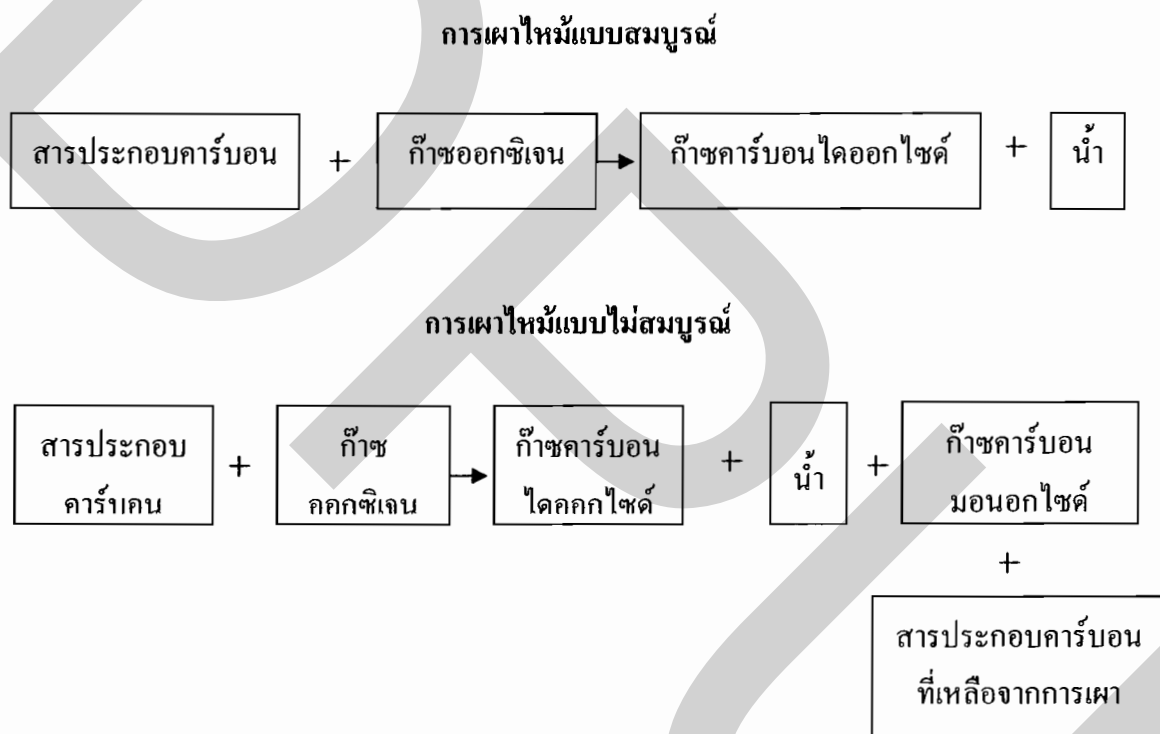 การเผาไหม้แบบสมบูรณ์
สารประกอบคาร์บอน + ก๊าซออกซิเจน ก๊าซคาร์บอนไดออกไซด์ + น้ำ
การเผาไหม้แบบไม่สมบูรณ์
สารประกอบ
คาร์บอน
+
ก๊าซ
ออกซิเจน
ก๊าซคาร์บอน
ไดออกไซด์
+
น้ำ
+
ก๊าซคาร์บอน
มอนอกไซด์
+
สารประกอบคาร์บอน
ที่เหลือจากการเผา